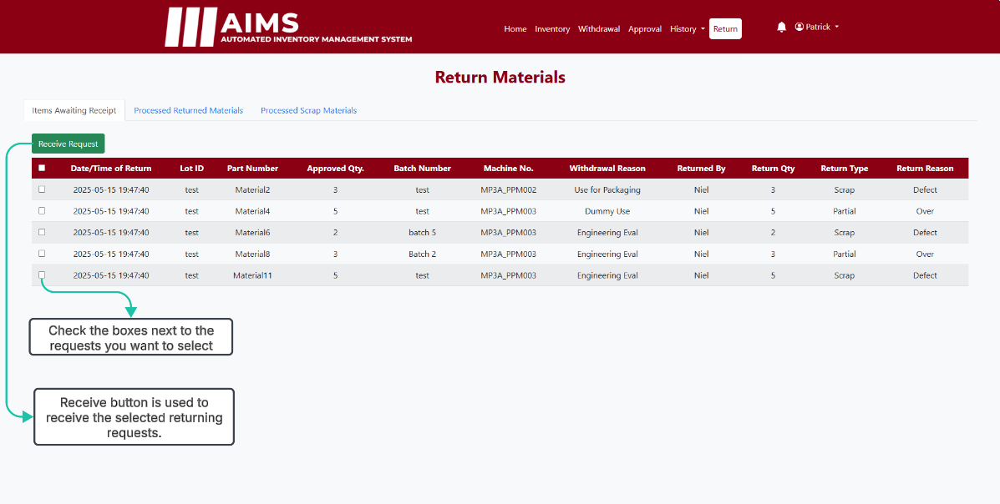 AIMS
AUTOMATED INVENTORY MANAGEMENT SYSTEM
Home Inventory Withdrawal Approval History Return Patrick
Return Materials
Items Awaiting Receipt Processed Returned Materials Processed Scrap Materials
Receive Request
Date/Time of Return Lot ID Part Number Approved Qty. Batch Number Machine No. Withdrawal Reason Returned By Return Qty Return Type Return Reason
2025-05-15 19:47:40 test Material2 3 test MP3A_PPM002 Use for Packaging Niel 3 Scrap Defect
2025-05-15 19:47:40 test Material4 5 test MP3A_PPM003 Dummy Use Niel 5 Partial Over
2025-05-15 19:47:40 test Material6 2 batch 5 MP3A_PPM003 Engineering Eval Niel 2 Scrap Defect
2025-05-15 19:47:40 test Material8 3 Batch 2 MP3A_PPM003 Engineering Eval Niel 3 Partial Over
2025-05-15 19:47:40 test Material11 5 test MP3A_PPM003 Engineering Eval Niel 5 Scrap Defect
Check the boxes next to the
requests you want to select
Receive button is used to
receive the selected returning
requests.